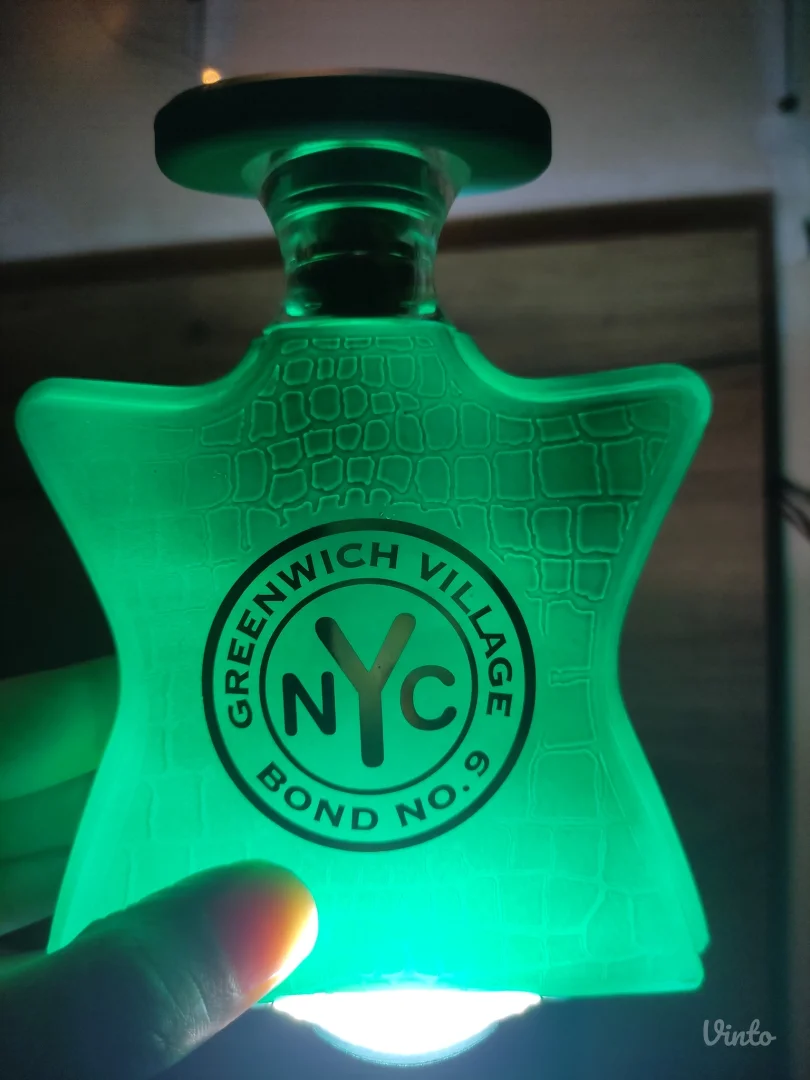 GREENWICH VILLAGE
NYC
BOND NO. 9
Vinto